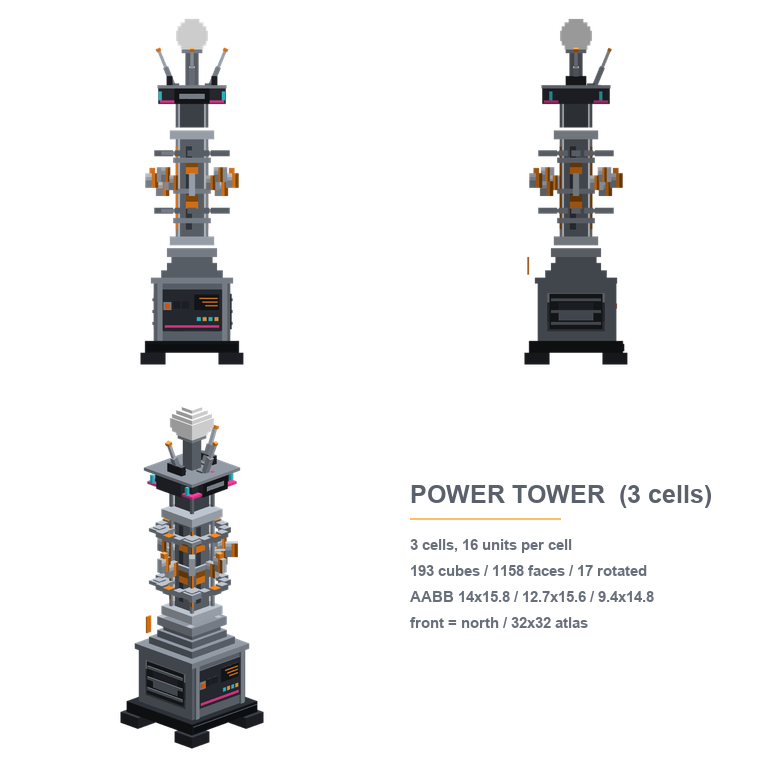 POWER TOWER (3 cells)
3 cells, 16 units per cell
193 cubes / 1158 faces / 17 rotated
AABB 14x15.8 / 12.7x15.6 / 9.4x14.8
front = north / 32x32 atlas